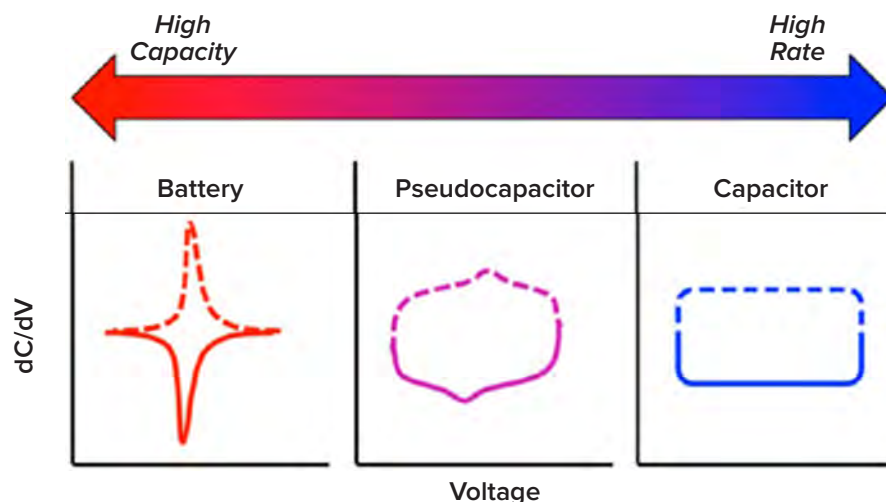 High
Capacity
High
Rate
Battery
Pseudocapacitor
Capacitor
dC/dV
Voltage